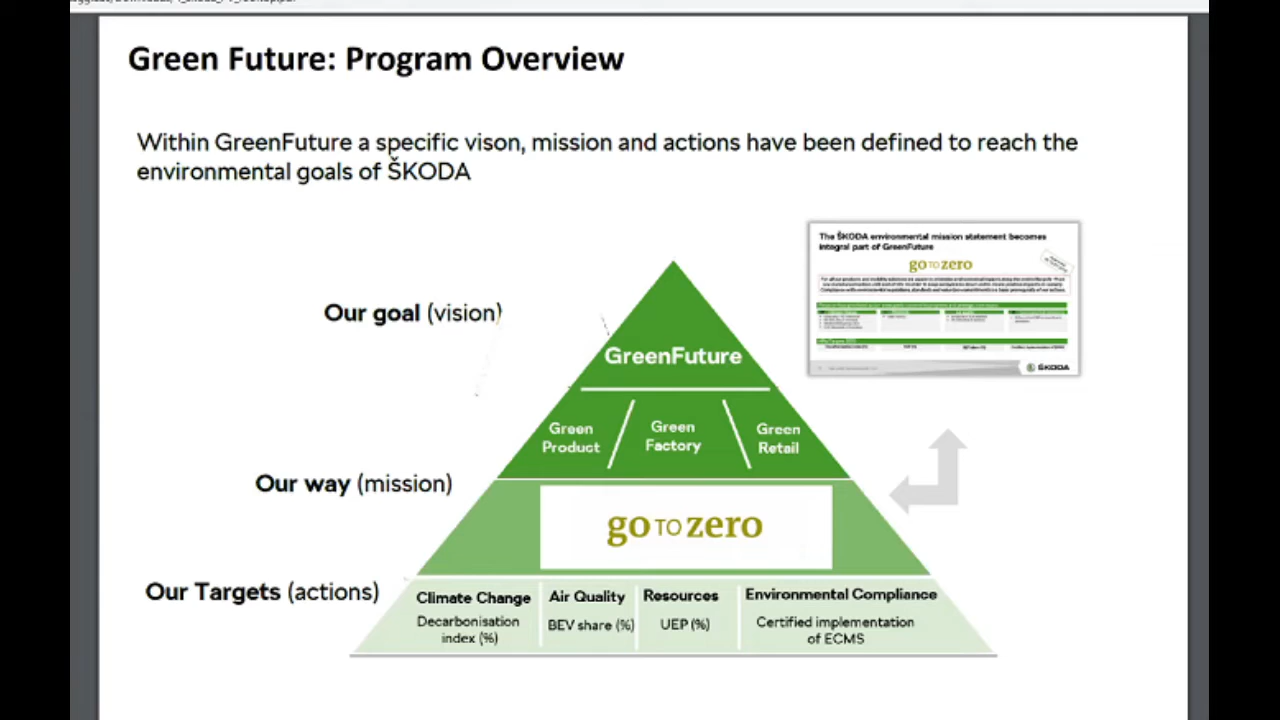 Green Future: Program Overview
Within GreenFuture a specific vison, mission and actions have been defined to reach the
environmental goals of ŠKODA
The ŠKODA environmental mission statement becomes
integral part of GreenFuture
go TO zero
ŠKODA
Our goal (vision)
GreenFuture
Green
Product
Green
Factory
Green
Retail
Our way (mission)
go TO zero
Our Targets (actions)
Climate Change
Decarbonisation
index (%)
Air Quality
BEV share (%)
Resources
UEP (%)
Environmental Compliance
Certified implementation
of ECMS